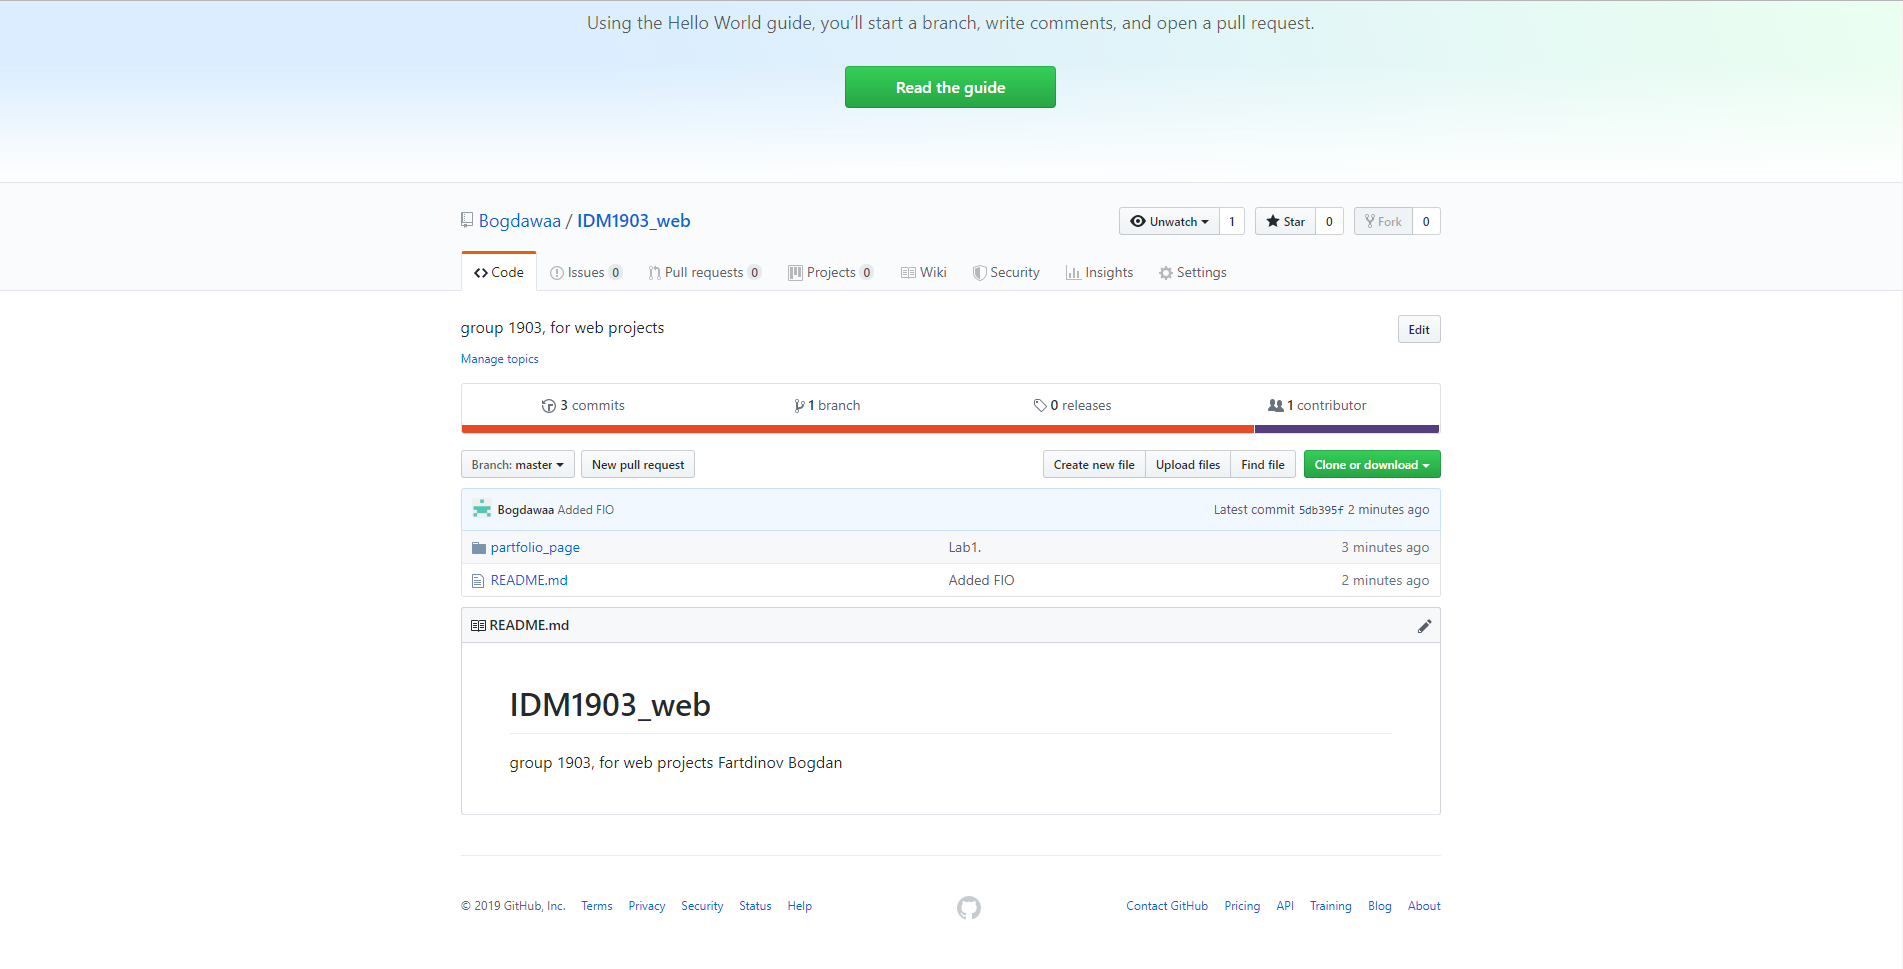 Using the Hello World guide, you’ll start a branch, write comments, and open a pull request.
Read the guide
Bogdawaa / IDM1903_web
Unwatch 1 Star 0 Fork 0
Code Issues 0 Pull requests 0 Projects 0 Wiki Security Insights Settings
group 1903, for web projects
Edit
Manage topics
3 commits 1 branch 0 releases 1 contributor
Branch: master New pull request Create new file Upload files Find file Clone or download
Bogdawaa Added FIO Latest commit 5db395f 2 minutes ago
partfolio_page Lab1. 3 minutes ago
README.md Added FIO 2 minutes ago
README.md
IDM1903_web
group 1903, for web projects Fartdinov Bogdan
© 2019 GitHub, Inc. Terms Privacy Security Status Help Contact GitHub Pricing API Training Blog About